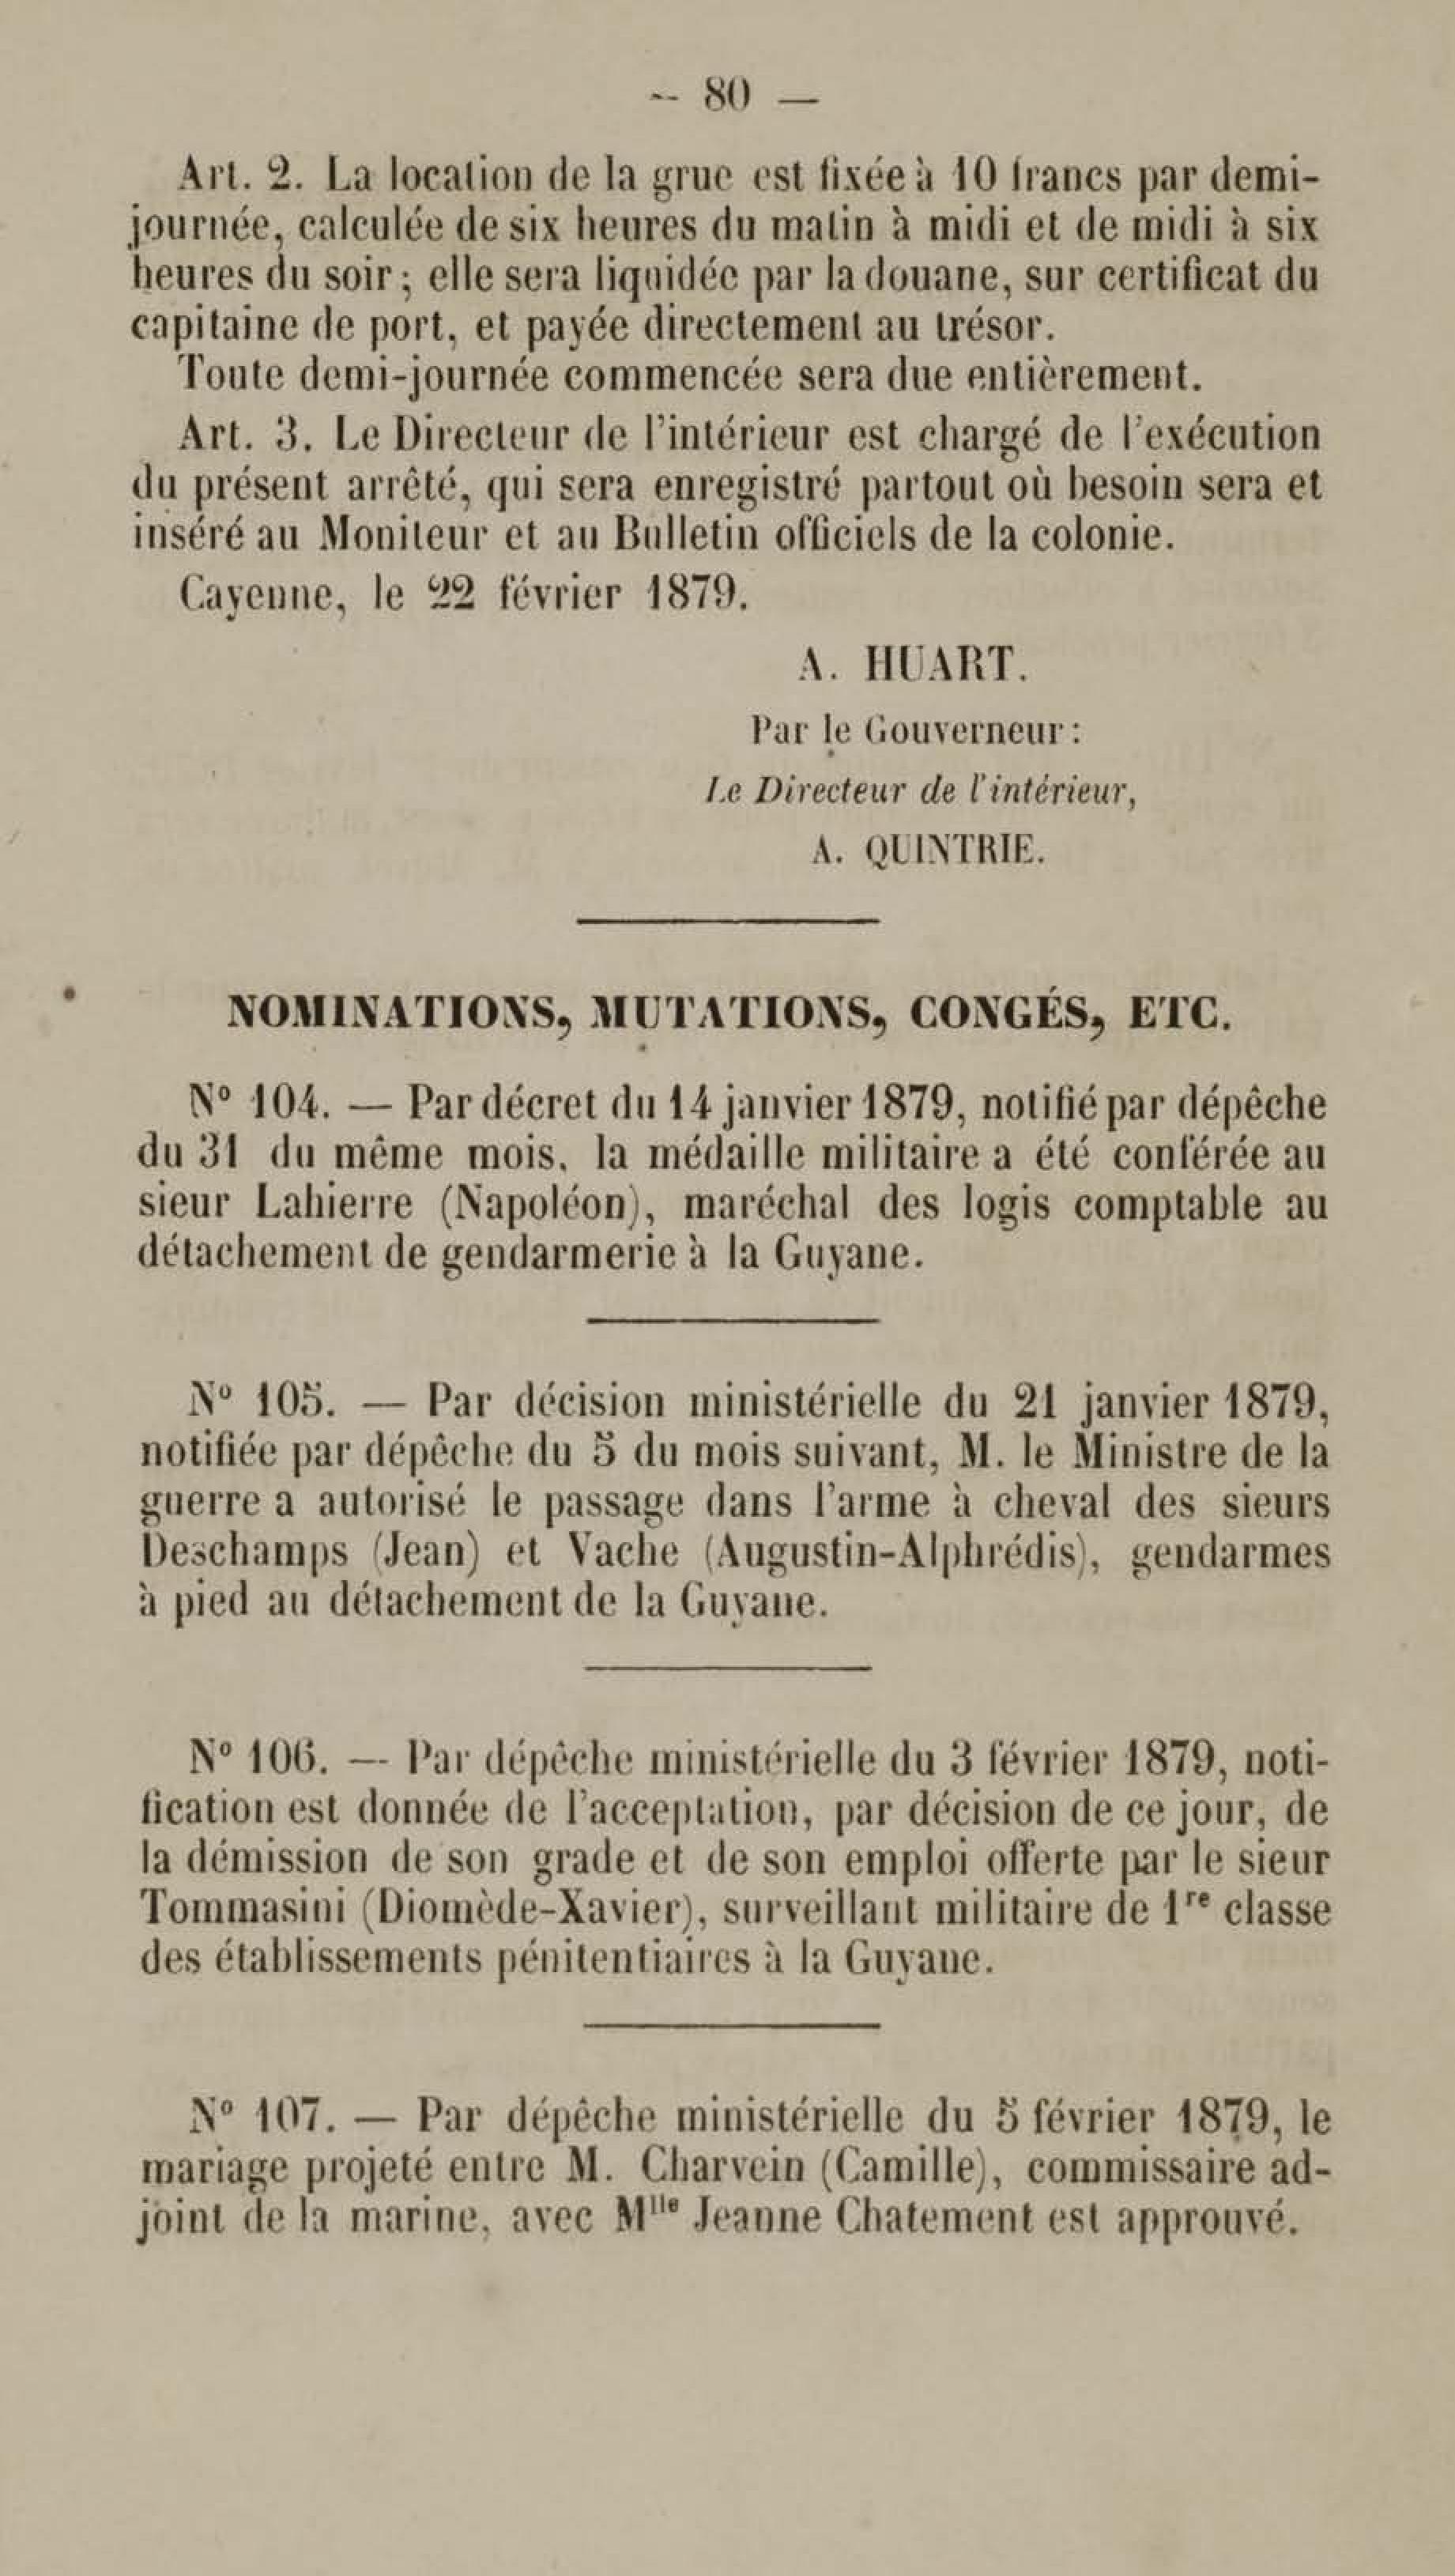 — 80 —
Art. 2. La location de la grue est fixée à 10 francs par demi-
journée, calculée de six heures du matin à midi et de midi à six
heures du soir; elle sera liquidée par la douane, sur certificat du
capitaine de port, et payée directement au trésor.
Toute demi-journée commencée sera due entièrement.
Art. 3. Le Directeur de l'intérieur est chargé de l'exécution
du présent arrêté, qui sera enregistré partout où besoin sera et
inséré au Moniteur et au Bulletin officiels de la colonie.
Cayenne, le 22 février 1879.
A. HUART.
Par le Gouverneur:
Le Directeur de l'intérieur,
A. QUINTRIE.
NOMINATIONS, MUTATIONS, CONGÉS, ETC.
N° 104. — Par décret du 14 janvier 1879, notifié par dépêche
du 31 du même mois, la médaille militaire a été conférée au
sieur Lahierre (Napoléon), maréchal des logis comptable au
détachement de gendarmerie à la Guyane.
N° 105. — Par décision ministérielle du 21 janvier 1879,
notifiée par dépêche du 5 du mois suivant, M. le Ministre de la
guerre a autorisé le passage dans l'arme à cheval des sieurs
Deschamps (Jean) et Vache (Augustin-Alphrédis), gendarmes
à pied au détachement de la Guyane.
N° 106. — Par dépêche ministérielle du 3 février 1879, noti-
fication est donnée de l'acceptation, par décision de ce jour, de
la démission de son grade et de son emploi offerte par le sieur
Tommasini (Diomède-Xavier), surveillant militaire de 1re classe
des établissements pénitentiaires à la Guyane.
N° 107. — Par dépêche ministérielle du 5 février 1879, le
mariage projeté entre M. Charvein (Camille), commissaire ad-
joint de la marine, avec Mlle Jeanne Chatement est approuvé.